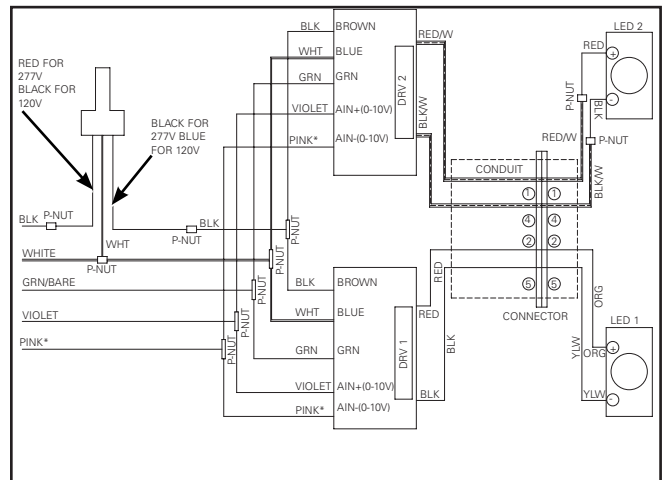 RED FOR
277V
BLACK FOR
120V
BLACK FOR
277V BLUE
FOR 120V
BLK
P-NUT
WHT
P-NUT
BLK
P-NUT
WHITE
P-NUT
GRN/BARE
VIOLET
PINK*
P-NUT
P-NUT
P-NUT
P-NUT
P-NUT
BLK
WHT
GRN
VIOLET
PINK*
BROWN
BLUE
GRN
AIN+(0-10V)
AIN-(0-10V)
DRV 2
RED/W
BLK/W
BLK
WHT
GRN
VIOLET
PINK*
BROWN
BLUE
GRN
AIN+(0-10V)
AIN-(0-10V)
DRV 1
RED
RED
BLK
BLK
CONDUIT
1 1
4 4
2 2
5 5
CONNECTOR
LED 2
RED
+
-
BLK
P-NUT
P-NUT
RED/W
BLK/W
LED 1
ORG
ORG
+
YLW
YLW
-